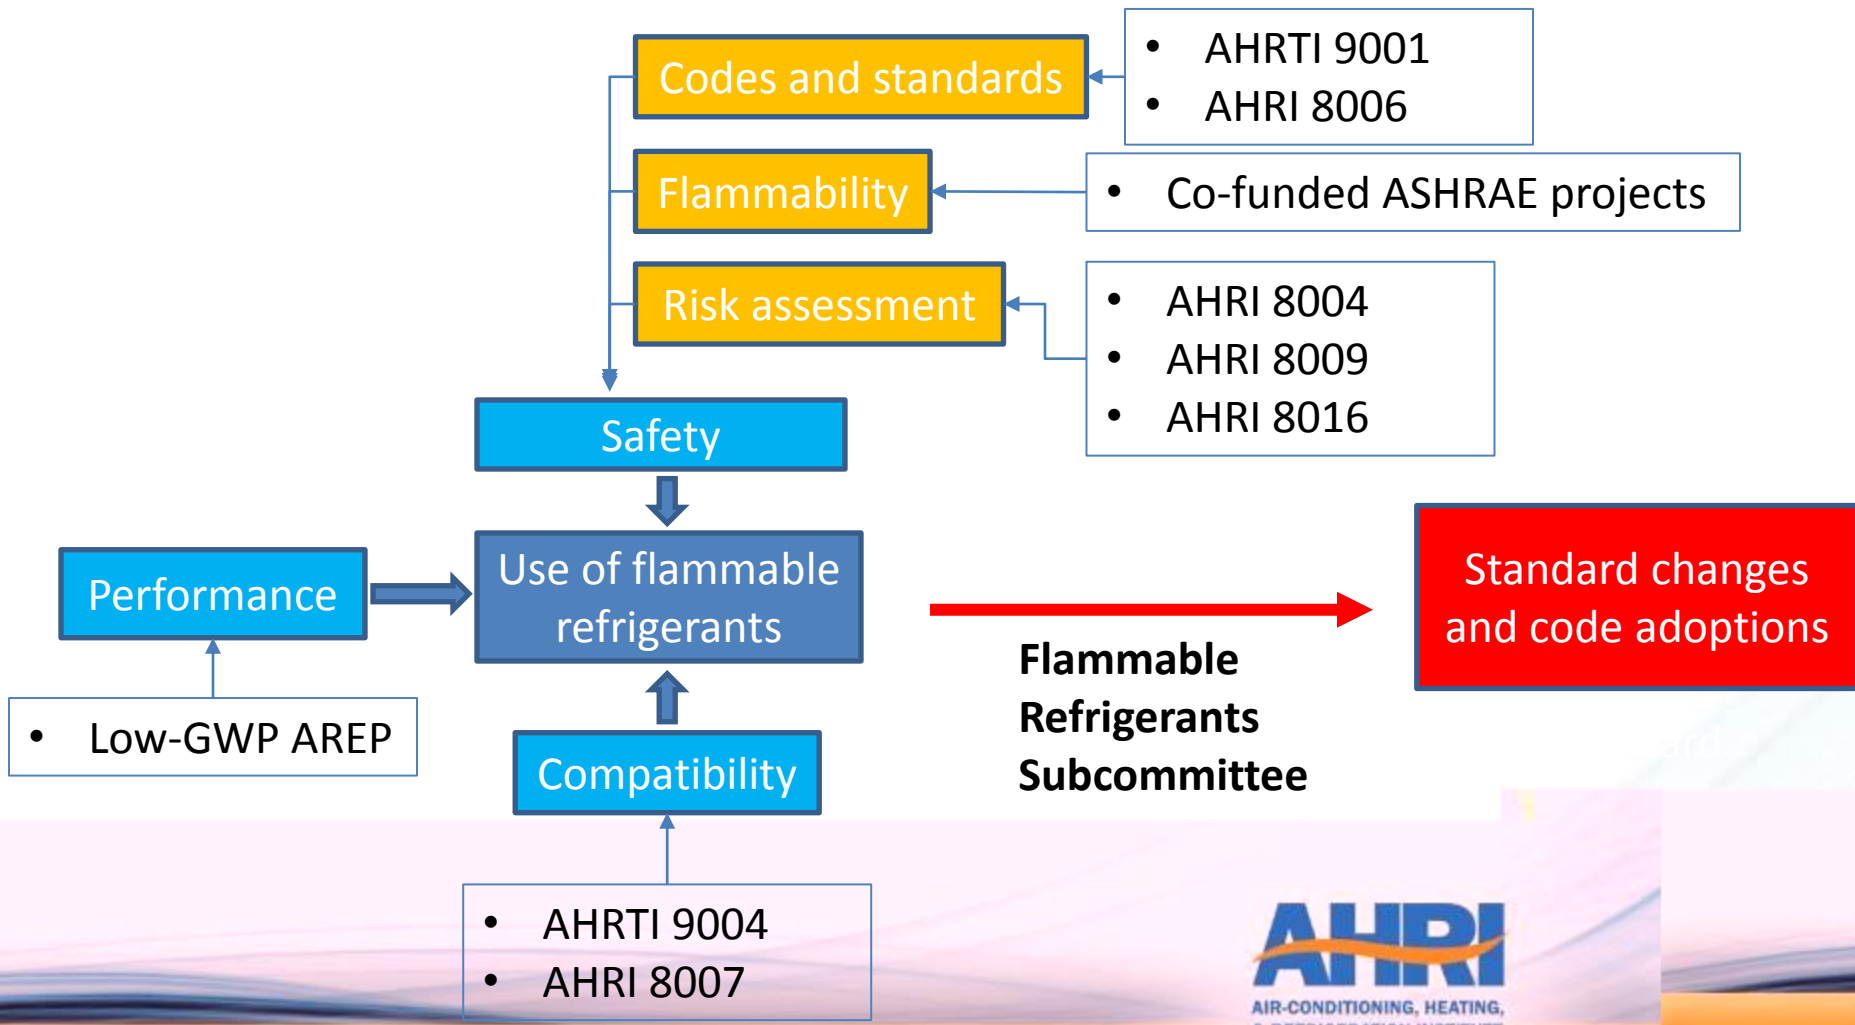 Codes and standards
• AHRTI 9001
• AHRI 8006
Flammability
• Co-funded ASHRAE projects
Risk assessment
• AHRI 8004
• AHRI 8009
• AHRI 8016
Safety
Performance
Use of flammable
refrigerants
Standard changes
and code adoptions
Flammable
Refrigerants
Subcommittee
• Low-GWP AREP
Compatibility
• AHRTI 9004
• AHRI 8007
AHRI
AIR-CONDITIONING, HEATING,